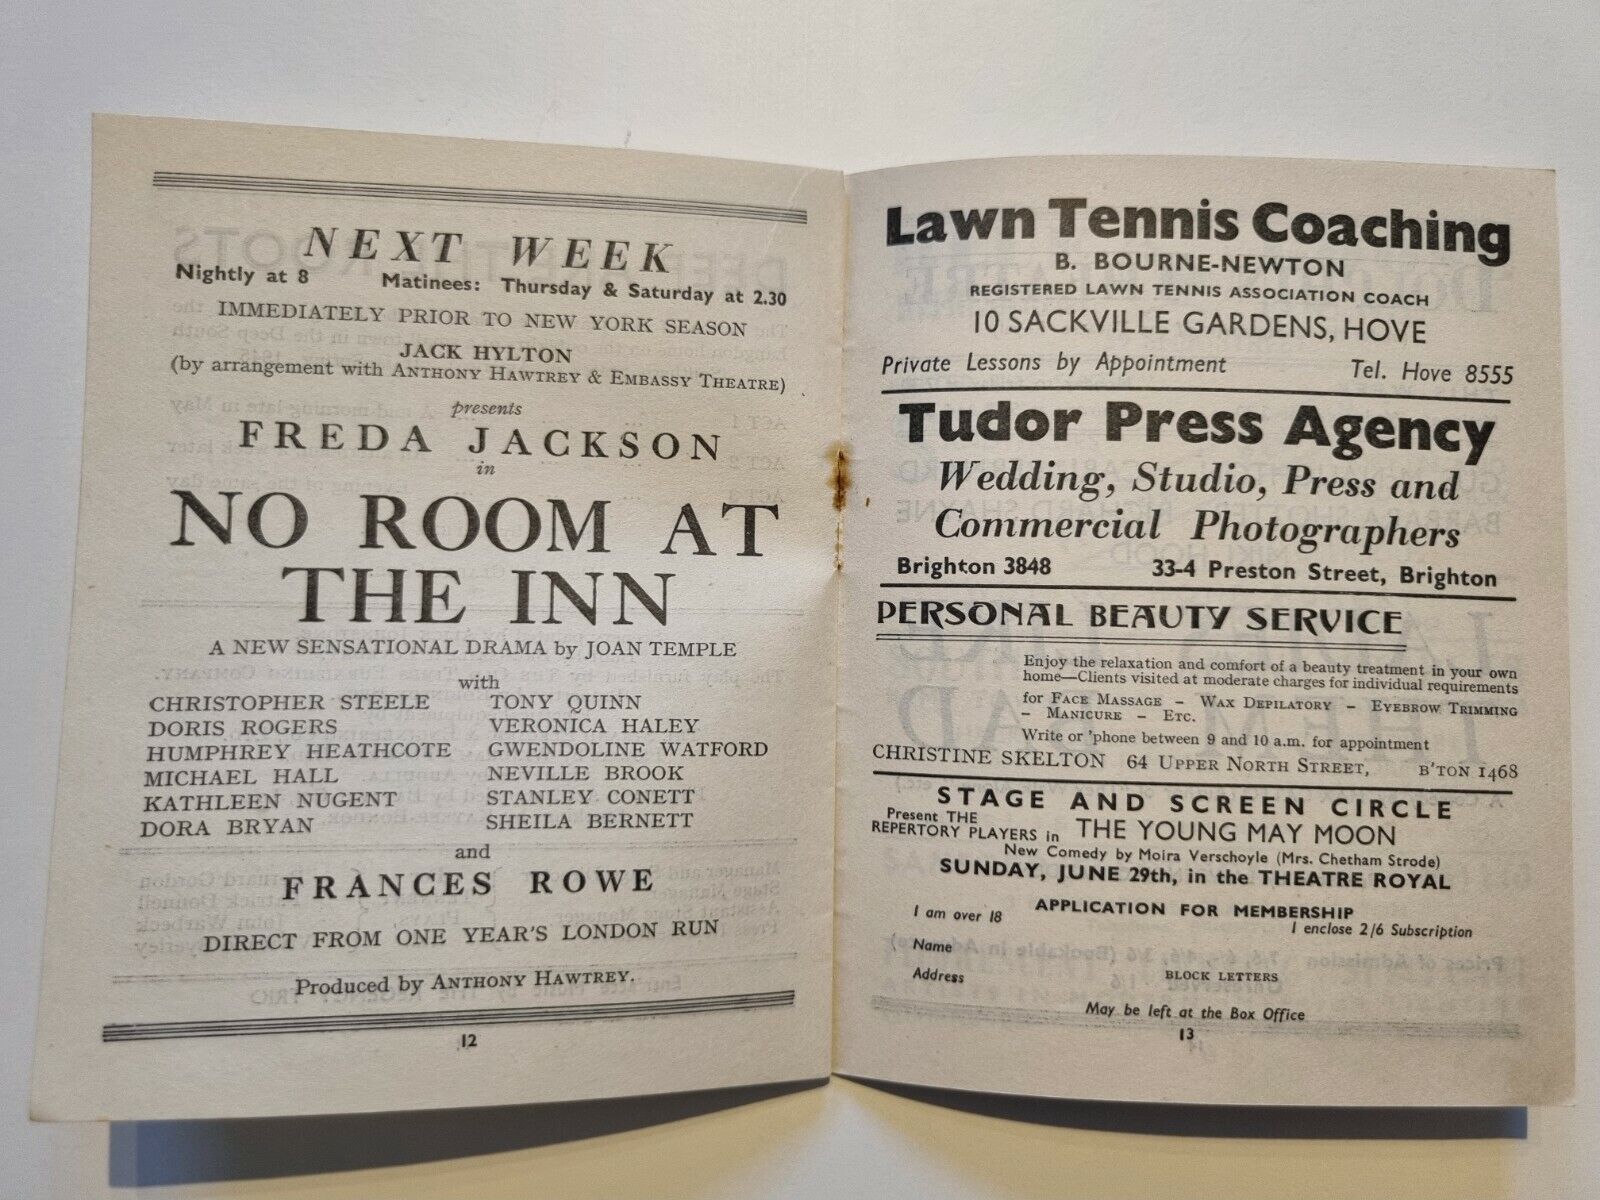 NEXT WEEK
Nightly at 8 Matinees: Thursday & Saturday at 2.30
IMMEDIATELY PRIOR TO NEW YORK SEASON
JACK HYLTON
(by arrangement with ANTHONY HAWTREY & EMBASSY THEATRE)
presents
FREDA JACKSON
in
NO ROOM AT
THE INN
A NEW SENSATIONAL DRAMA by JOAN TEMPLE
with
CHRISTOPHER STEELE TONY QUINN
DORIS ROGERS VERONICA HALEY
HUMPHREY HEATHCOTE GWENDOLINE WATFORD
MICHAEL HALL NEVILLE BROOK
KATHLEEN NUGENT STANLEY CONETT
DORA BRYAN SHEILA BERNETT
and
FRANCES ROWE
DIRECT FROM ONE YEAR'S LONDON RUN
Produced by ANTHONY HAWTREY.
12
Lawn Tennis Coaching
B. BOURNE-NEWTON
REGISTERED LAWN TENNIS ASSOCIATION COACH
10 SACKVILLE GARDENS, HOVE
Private Lessons by Appointment Tel. Hove 8555
Tudor Press Agency
Wedding, Studio, Press and
Commercial Photographers
Brighton 3848 33-4 Preston Street, Brighton
PERSONAL BEAUTY SERVICE
Enjoy the relaxation and comfort of a beauty treatment in your own
home—Clients visited at moderate charges for individual requirements
for FACE MASSAGE – WAX DEPILATORY – EYEBROW TRIMMING
– MANICURE – ETC.
Write or 'phone between 9 and 10 a.m. for appointment
CHRISTINE SKELTON 64 UPPER NORTH STREET, B'TON 1468
STAGE AND SCREEN CIRCLE
Present THE
REPERTORY PLAYERS in THE YOUNG MAY MOON
New Comedy by Moira Verschoyle (Mrs. Chetham Strode)
SUNDAY, JUNE 29th, in the THEATRE ROYAL
APPLICATION FOR MEMBERSHIP
I am over 18 I enclose 2/6 Subscription
Name
Address BLOCK LETTERS
May be left at the Box Office
13